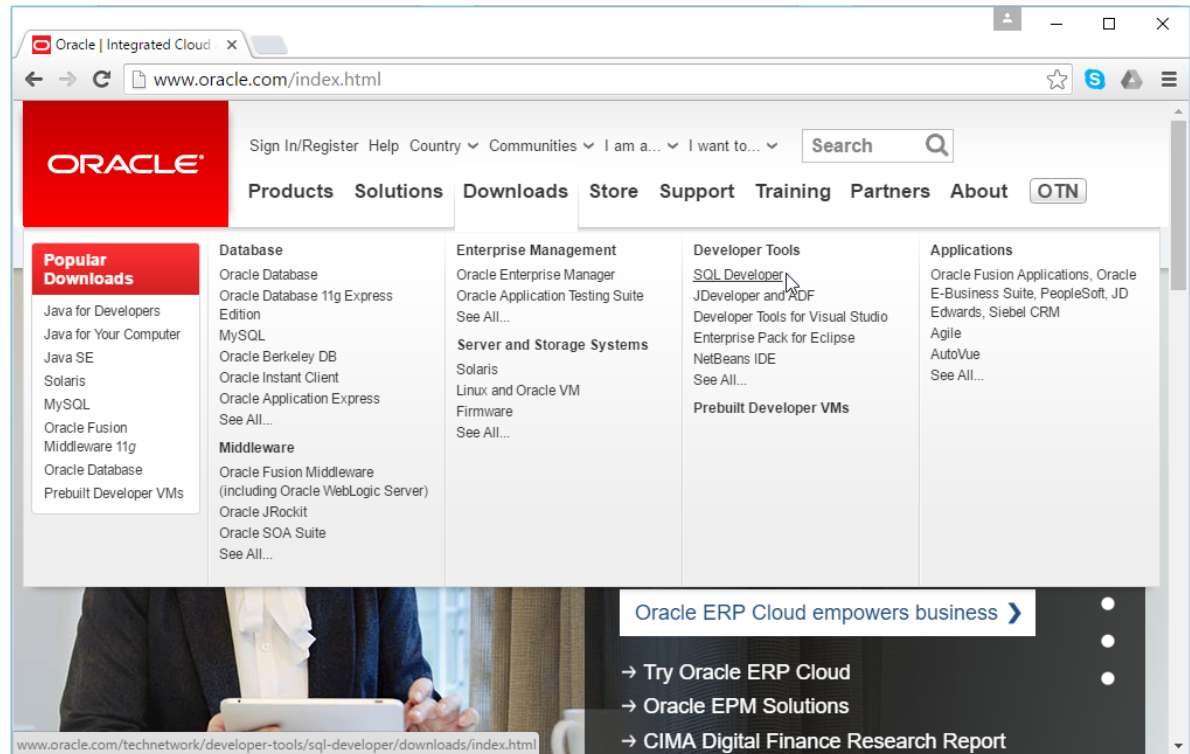 Oracle | Integrated Cloud
www.oracle.com/index.html
ORACLE®
Sign In/Register Help Country Communities I am a... I want to... Search
Products Solutions Downloads Store Support Training Partners About OTN
Popular
Downloads
Java for Developers
Java for Your Computer
Java SE
Solaris
MySQL
Oracle Fusion
Middleware 11g
Oracle Database
Prebuilt Developer VMs
Database
Oracle Database
Oracle Database 11g Express
Edition
MySQL
Oracle Berkeley DB
Oracle Instant Client
Oracle Application Express
See All...
Middleware
Oracle Fusion Middleware
(including Oracle WebLogic Server)
Oracle JRockit
Oracle SOA Suite
See All...
Enterprise Management
Oracle Enterprise Manager
Oracle Application Testing Suite
See All...
Server and Storage Systems
Solaris
Linux and Oracle VM
Firmware
See All...
Developer Tools
SQL Developer
JDeveloper and ADF
Developer Tools for Visual Studio
Enterprise Pack for Eclipse
NetBeans IDE
See All...
Prebuilt Developer VMs
Applications
Oracle Fusion Applications, Oracle
E-Business Suite, PeopleSoft, JD
Edwards, Siebel CRM
Agile
AutoVue
See All...
Oracle ERP Cloud empowers business ❯
→ Try Oracle ERP Cloud
→ Oracle EPM Solutions
→ CIMA Digital Finance Research Report
www.oracle.com/technetwork/developer-tools/sql-developer/downloads/index.html